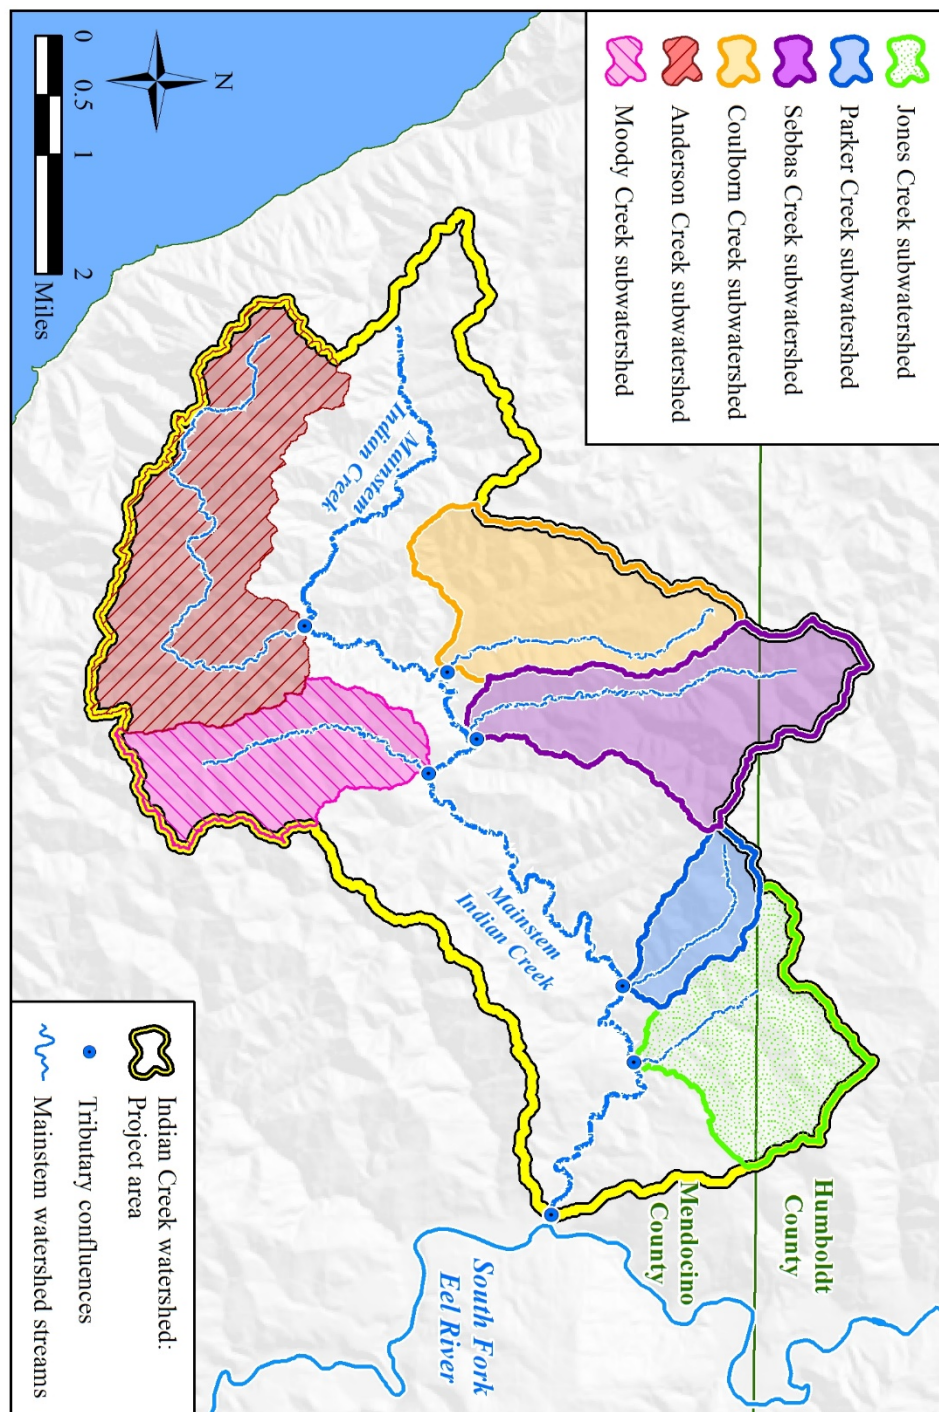 Jones Creek subwatershed
Parker Creek subwatershed
Sebbas Creek subwatershed
Coulborn Creek subwatershed
Anderson Creek subwatershed
Moody Creek subwatershed
N
0 0.5 1 2
Miles
Humboldt
County
Mendocino
County
Mainstem
Indian Creek
Mainstem
Indian Creek
South Fork
Eel River
Indian Creek watershed:
Project area
Tributary confluences
Mainstem watershed streams